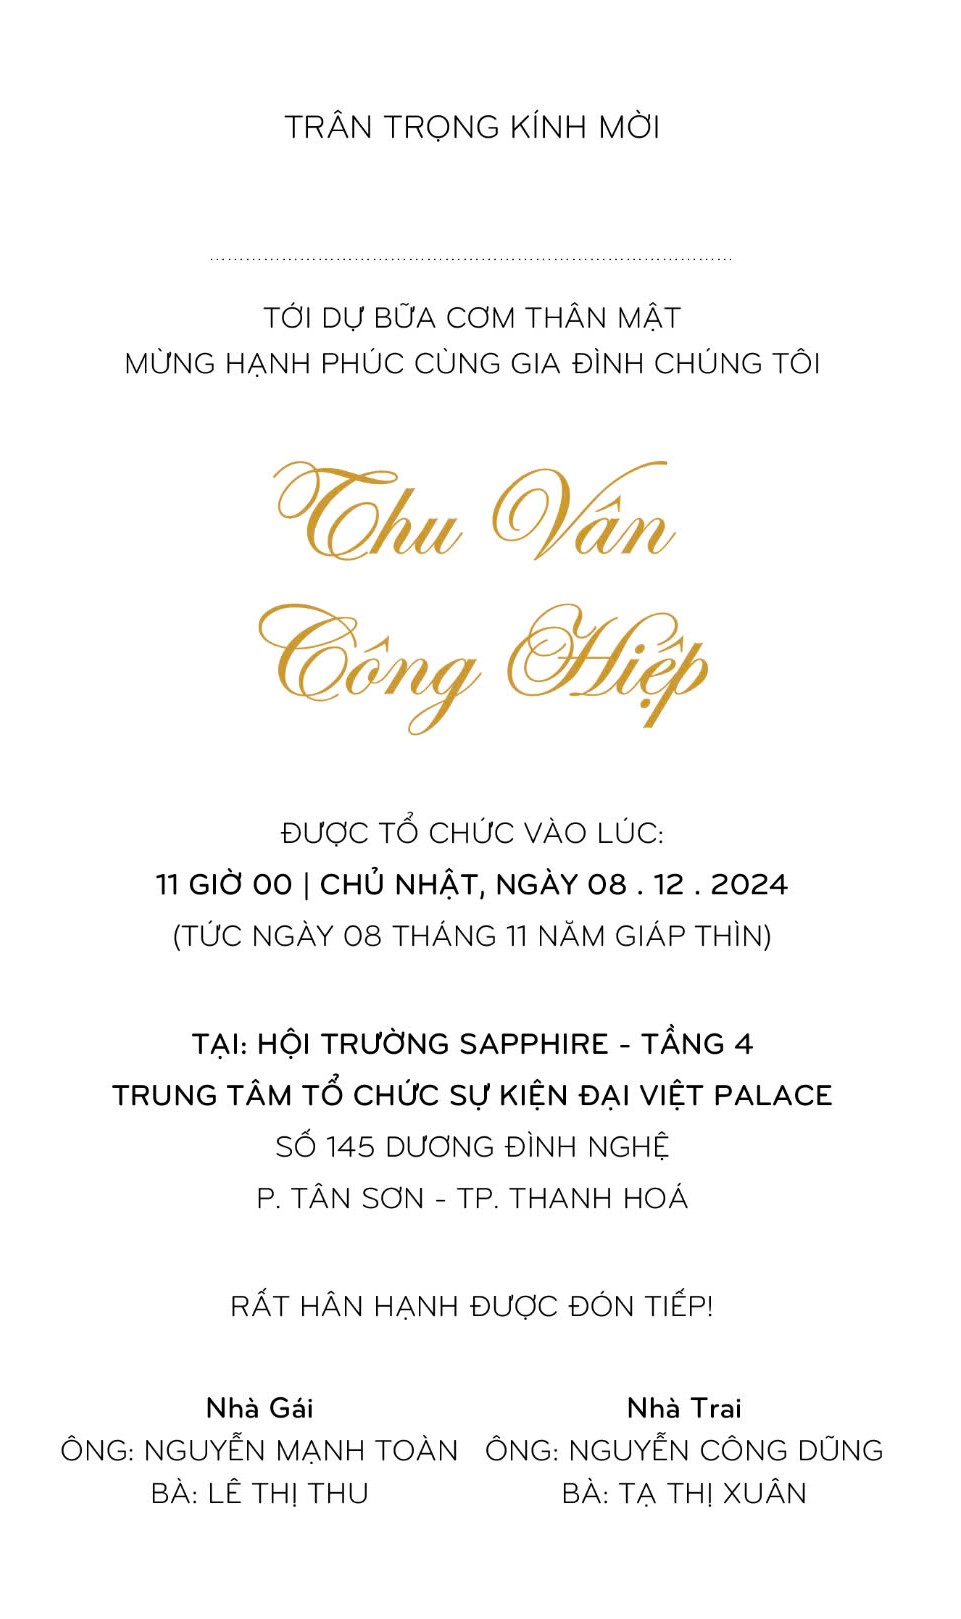 TRÂN TRỌNG KÍNH MỜI
........................................................................................
TỚI DỰ BỮA CƠM THÂN MẬT
MỪNG HẠNH PHÚC CÙNG GIA ĐÌNH CHÚNG TÔI
Thu Vân
Công Hiệp
ĐƯỢC TỔ CHỨC VÀO LÚC:
11 GIỜ 00 | CHỦ NHẬT, NGÀY 08 . 12 . 2024
(TỨC NGÀY 08 THÁNG 11 NĂM GIÁP THÌN)
TẠI: HỘI TRƯỜNG SAPPHIRE - TẦNG 4
TRUNG TÂM TỔ CHỨC SỰ KIỆN ĐẠI VIỆT PALACE
SỐ 145 DƯƠNG ĐÌNH NGHỆ
P. TÂN SƠN - TP. THANH HOÁ
RẤT HÂN HẠNH ĐƯỢC ĐÓN TIẾP!
Nhà Gái
ÔNG: NGUYỄN MẠNH TOÀN
BÀ: LÊ THỊ THU
Nhà Trai
ÔNG: NGUYỄN CÔNG DŨNG
BÀ: TẠ THỊ XUÂN